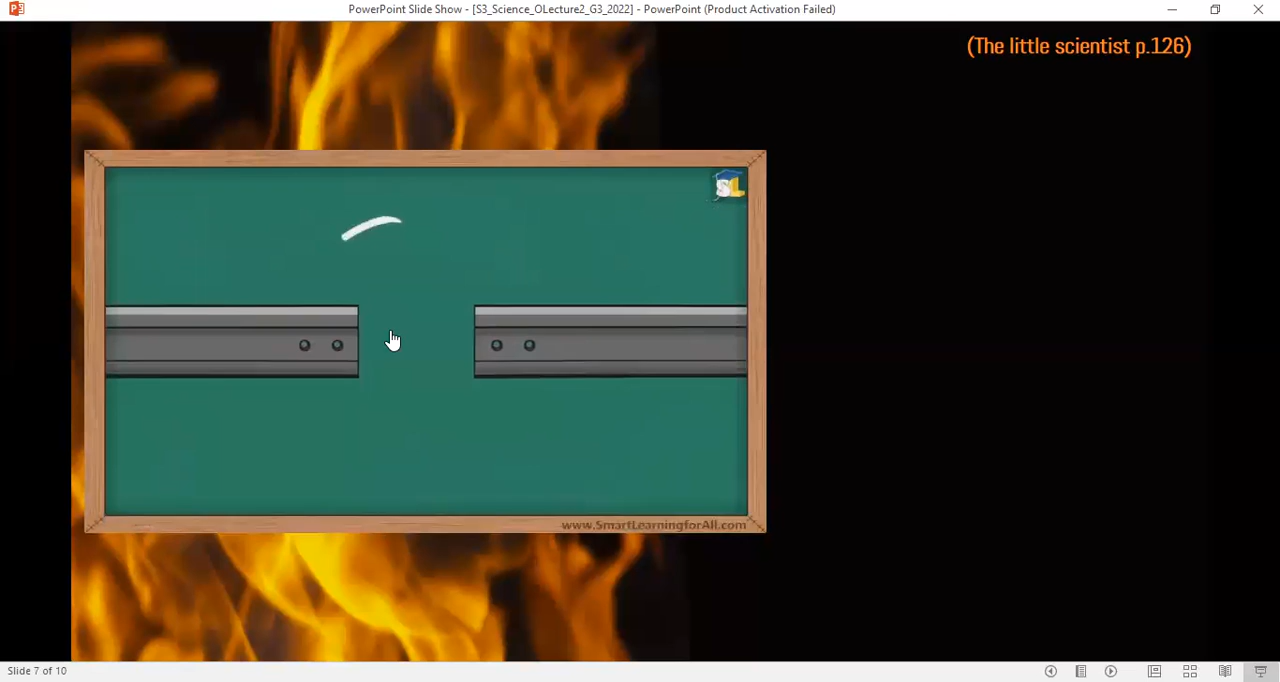 PowerPoint Slide Show - [S3_Science_OLecture2_G3_2022] - PowerPoint (Product Activation Failed)
(The little scientist p.126)
SL
www.SmartLearningforAll.com
Slide 7 of 10